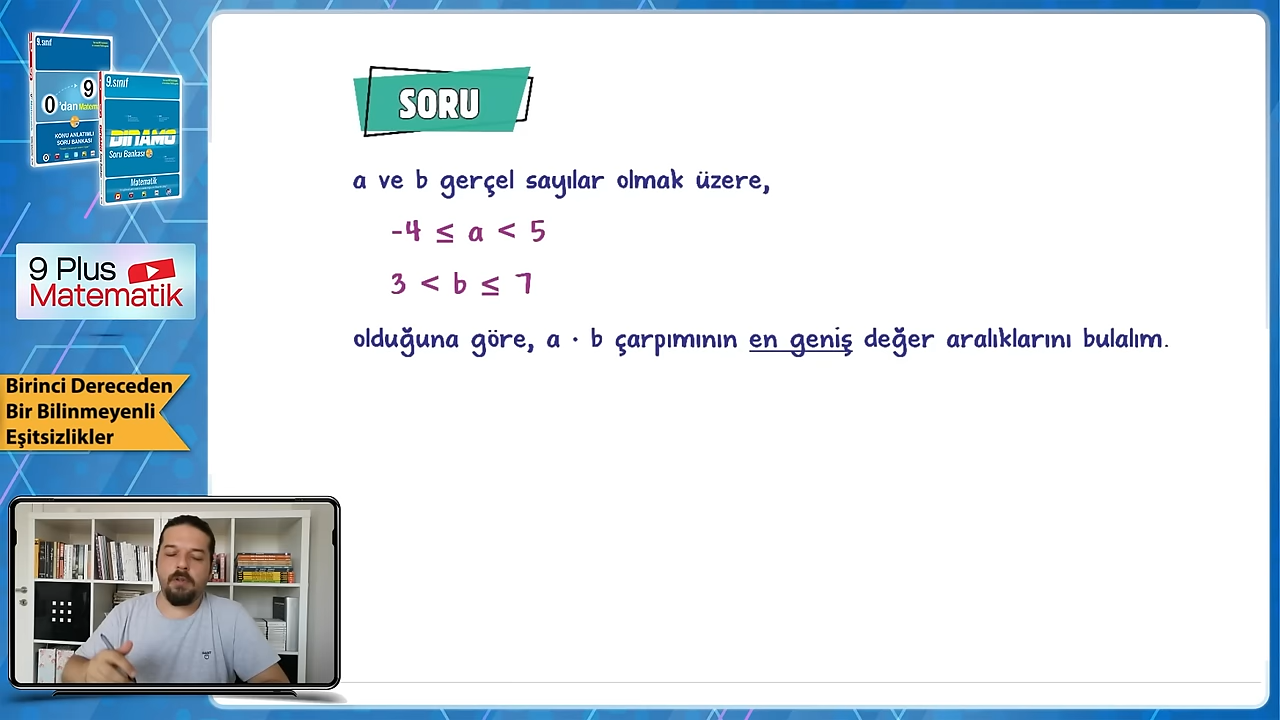 9.sınıf
0'dan 9
Matem
KONU ANLATIMLI
SORU BANKASI
9.sınıf
DINAMO
Soru Bankası
Matematik
9 Plus
Matematik
Birinci Dereceden
Bir Bilinmeyenli
Eşitsizlikler
SORU
a ve b gerçel sayılar olmak üzere,
-4 ≤ a < 5
3 < b ≤ 7
olduğuna göre, a · b çarpımının en geniş değer aralıklarını bulalım.